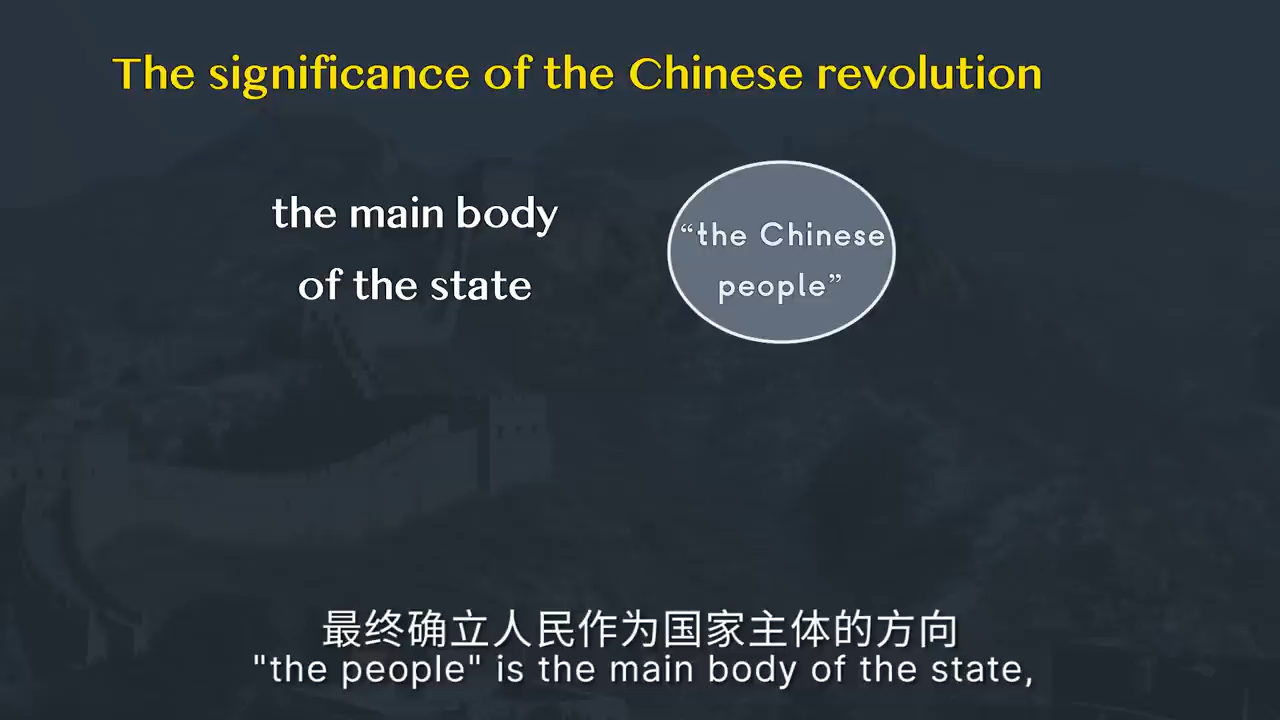 The significance of the Chinese revolution
the main body
of the state
“the Chinese
people”
最终确立人民作为国家主体的方向
"the people" is the main body of the state,